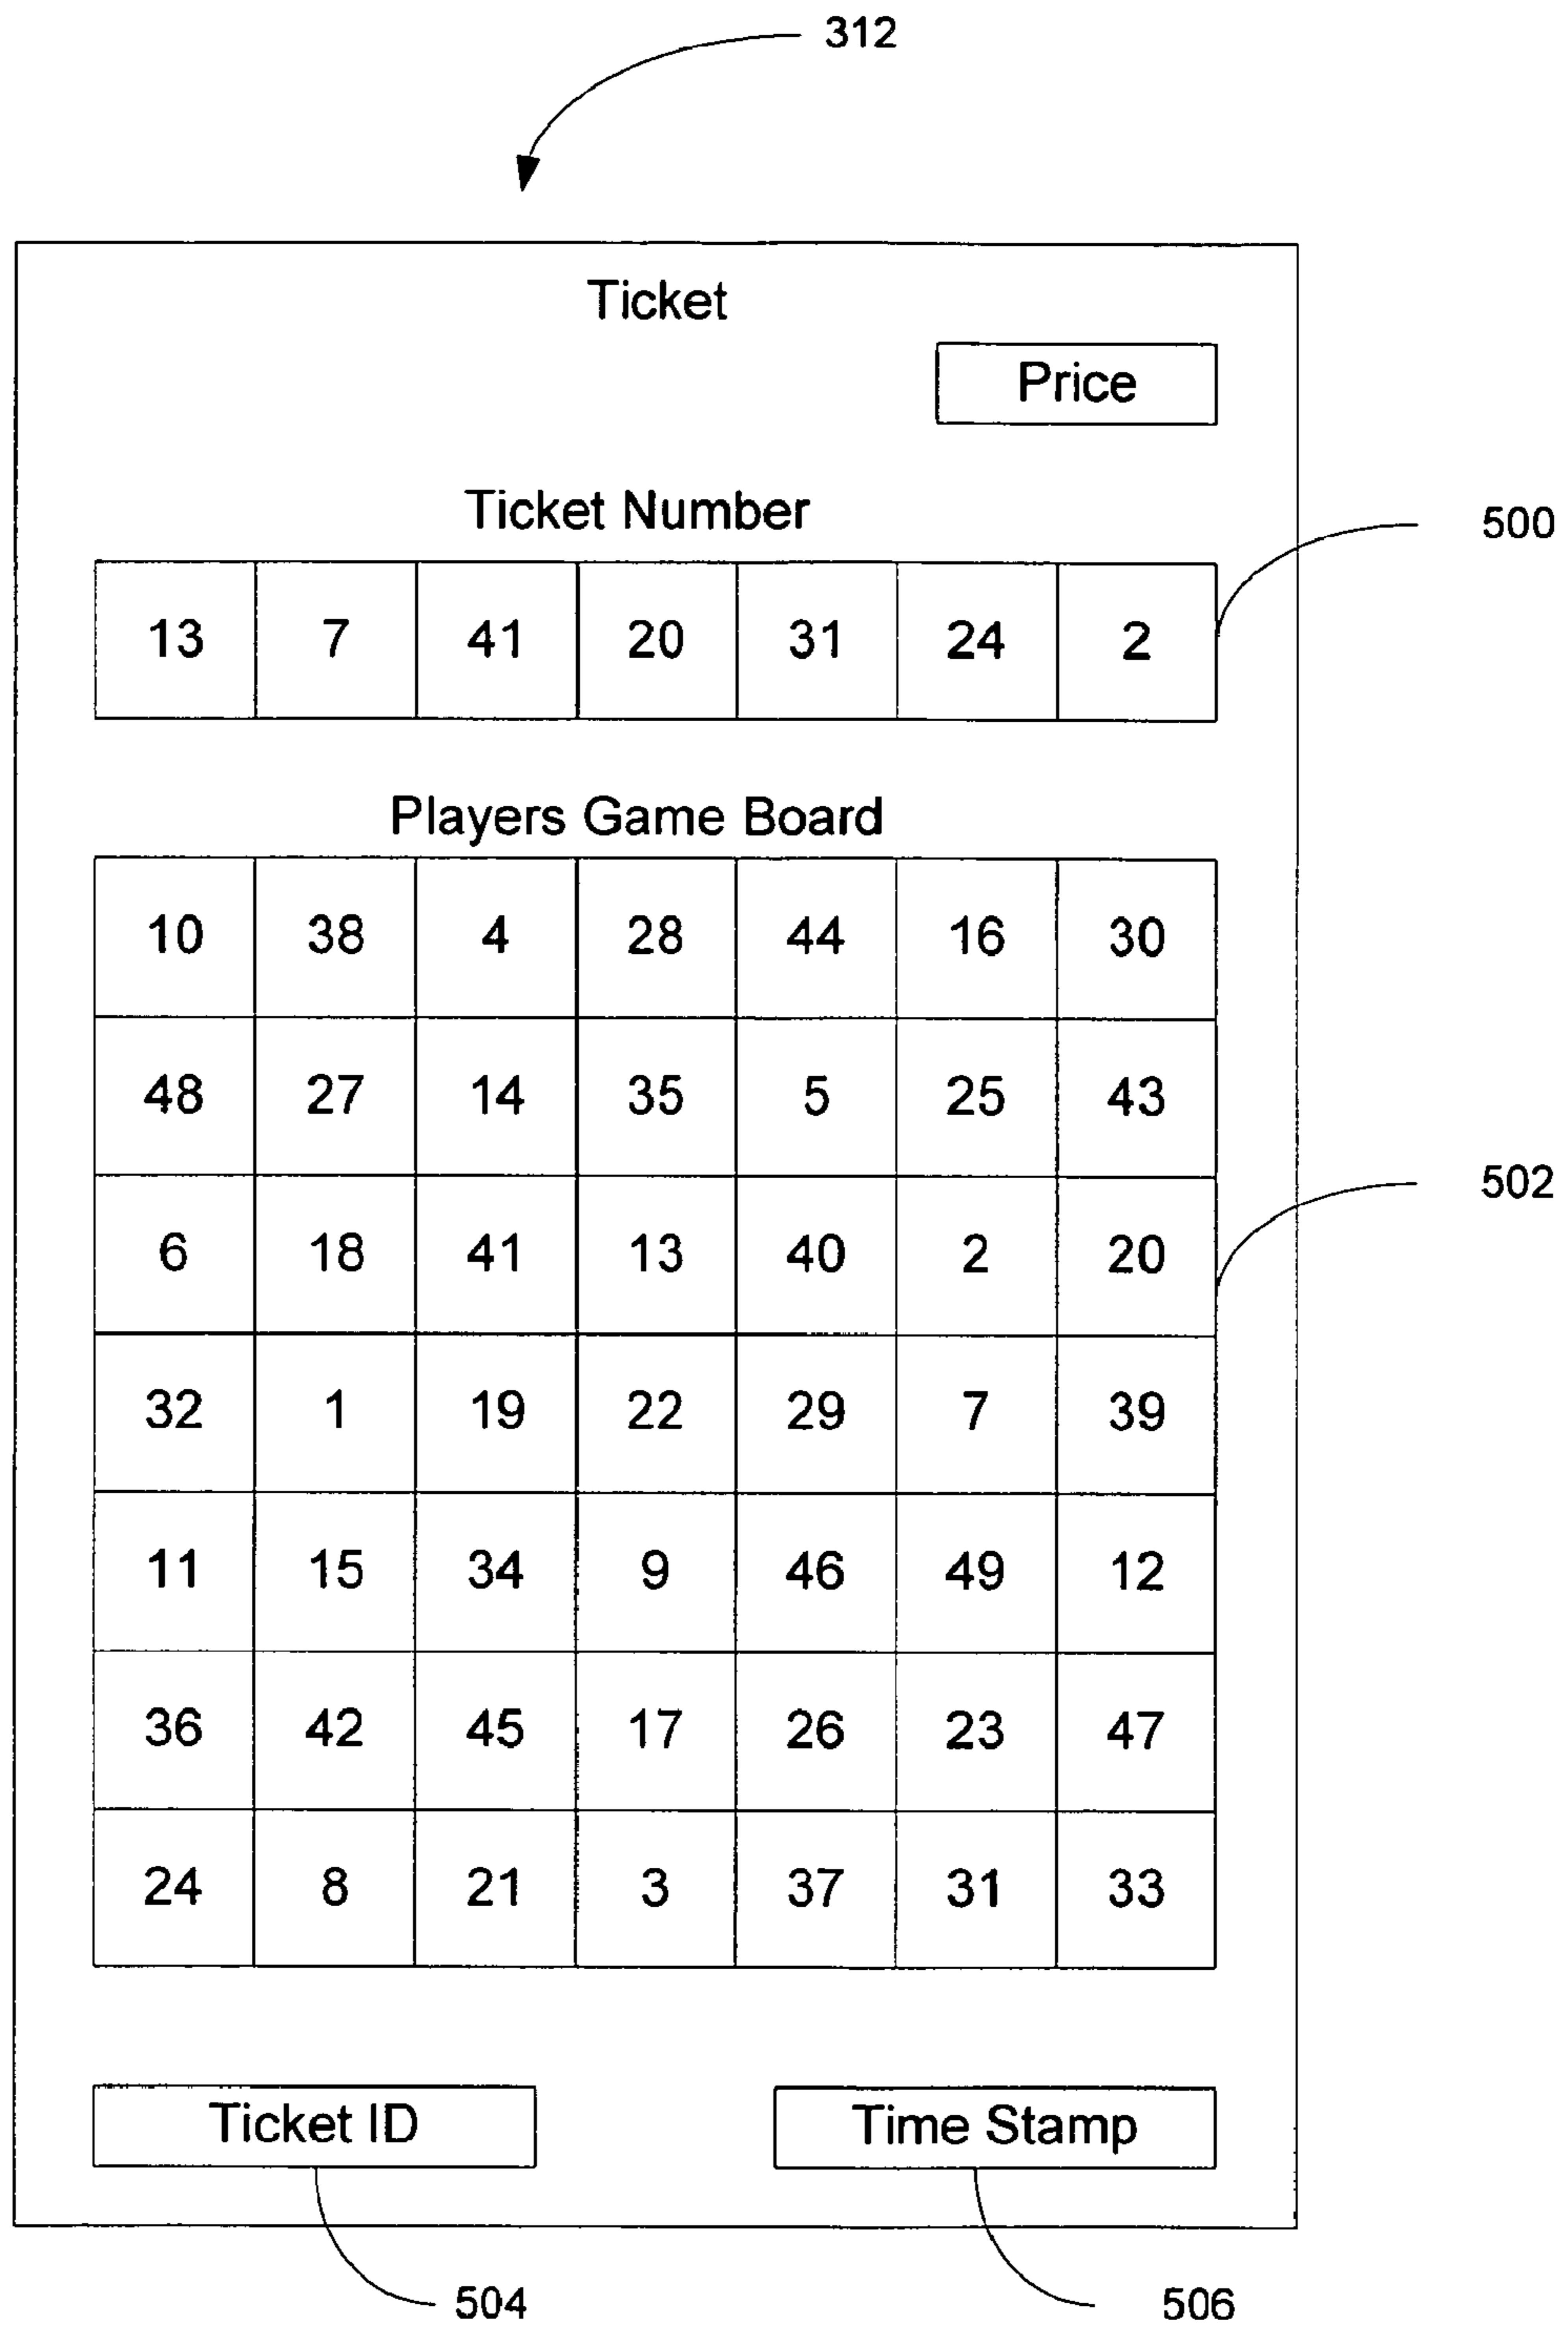 312
Ticket
Price
Ticket Number
500
13 7 41 20 31 24 2
Players Game Board
10 38 4 28 44 16 30
48 27 14 35 5 25 43
502
6 18 41 13 40 2 20
32 1 19 22 29 7 39
11 15 34 9 46 49 12
36 42 45 17 26 23 47
24 8 21 3 37 31 33
Ticket ID Time Stamp
504 506